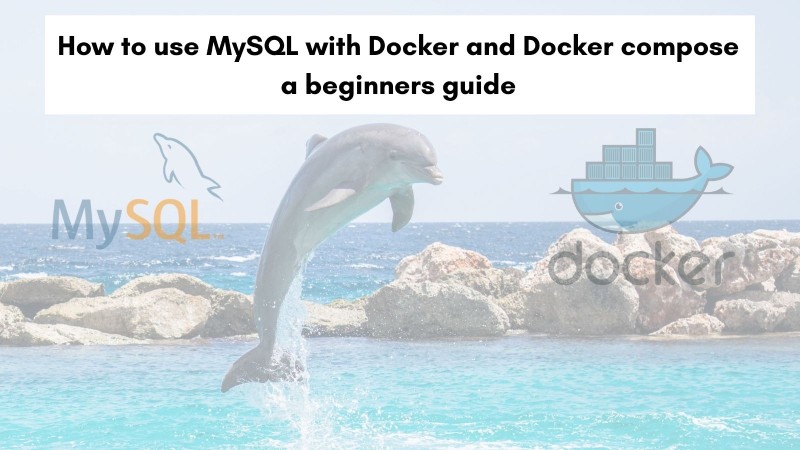 How to use MySQL with Docker and Docker compose
a beginners guide
MySQL
docker